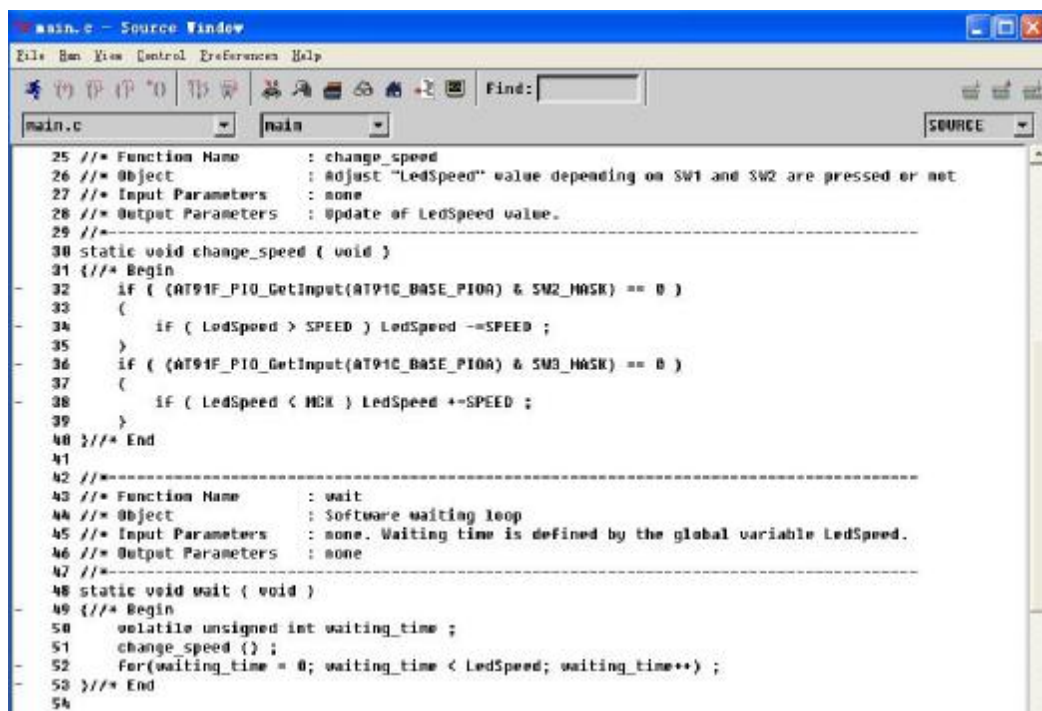 main.c - Source Window
File Run View Control Preferences Help
Find:
main.c main SOURCE
25 //* Function Name : change_speed
26 //* Object : Adjust "LedSpeed" value depending on SW1 and SW2 are pressed or not
27 //* Input Parameters : none
28 //* Output Parameters : Update of LedSpeed value.
29 //*----------------------------------------------------------------------------
30 static void change_speed ( void )
31 {//* Begin
- 32 if ( (AT91F_PIO_GetInput(AT91C_BASE_PIOA) & SW2_MASK) == 0 )
33 {
- 34 if ( LedSpeed > SPEED ) LedSpeed -=SPEED ;
35 }
- 36 if ( (AT91F_PIO_GetInput(AT91C_BASE_PIOA) & SW3_MASK) == 0 )
37 {
- 38 if ( LedSpeed < MCK ) LedSpeed +=SPEED ;
39 }
40 }//* End
41
42 //*----------------------------------------------------------------------------
43 //* Function Name : wait
44 //* Object : Software waiting loop
45 //* Input Parameters : none. Waiting time is defined by the global variable LedSpeed.
46 //* Output Parameters : none
47 //*----------------------------------------------------------------------------
48 static void wait ( void )
- 49 {//* Begin
50 volatile unsigned int waiting_time ;
51 change_speed () ;
- 52 for(waiting_time = 0; waiting_time < LedSpeed; waiting_time++) ;
- 53 }//* End
54